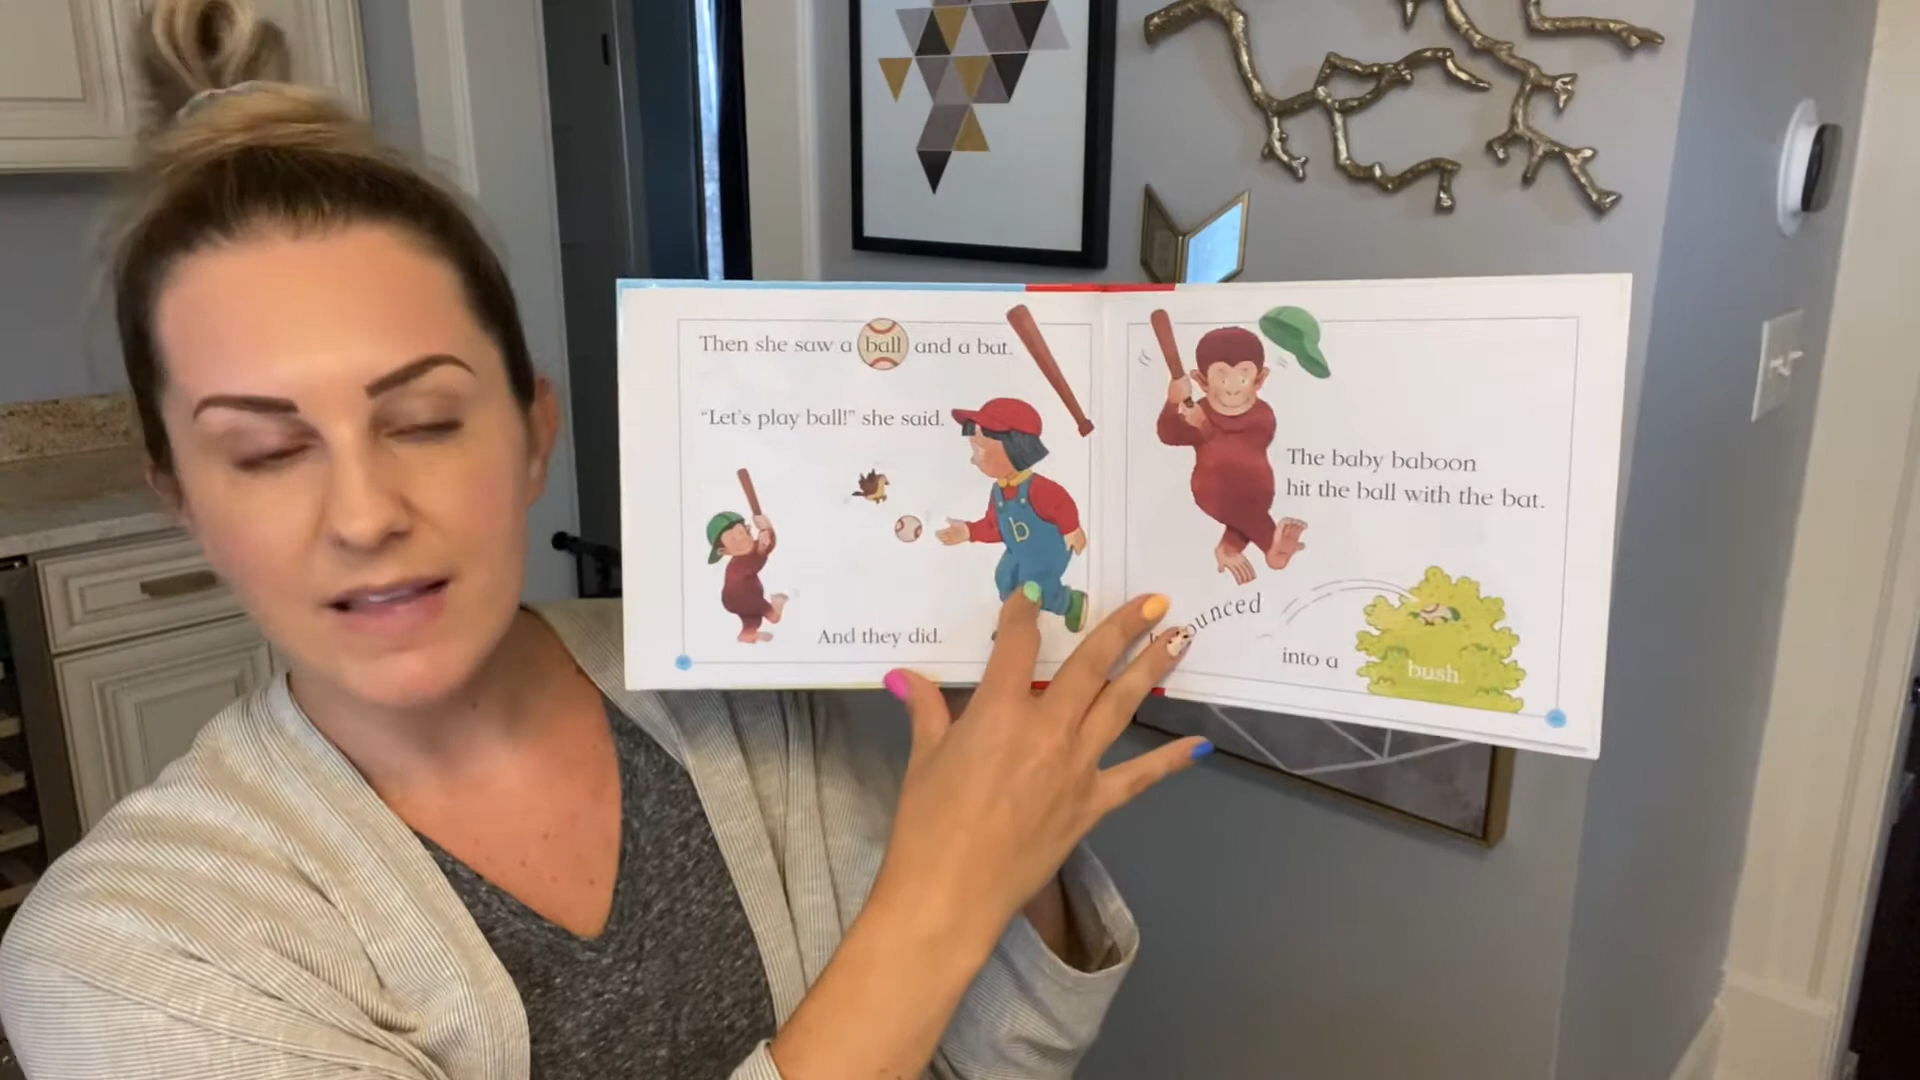 Then she saw a ball and a bat.
“Let’s play ball!” she said.
b
And they did.
The baby baboon
hit the ball with the bat.
into a
bush.